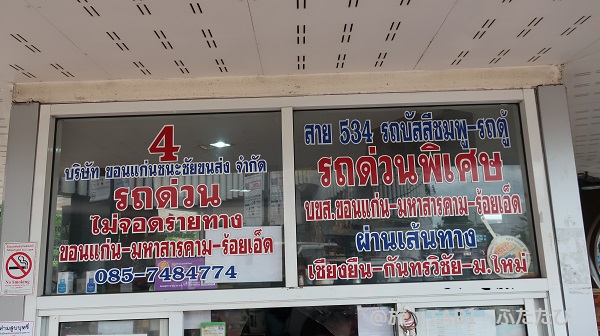 4
บริษัท ขอนแก่นชนะชัยขนส่ง จำกัด
รถด่วน
ไม่จอดรายทาง
ขอนแก่น-มหาสารคาม-ร้อยเอ็ด
085-7484774
สาย 534 รถบัสสีชมพู-รถตู้
รถด่วนพิเศษ
บขส.ขอนแก่น-มหาสารคาม-ร้อยเอ็ด
ผ่านเส้นทาง
เชียงยืน-กันทรวิชัย-ม.ใหม่
NO SMOKING